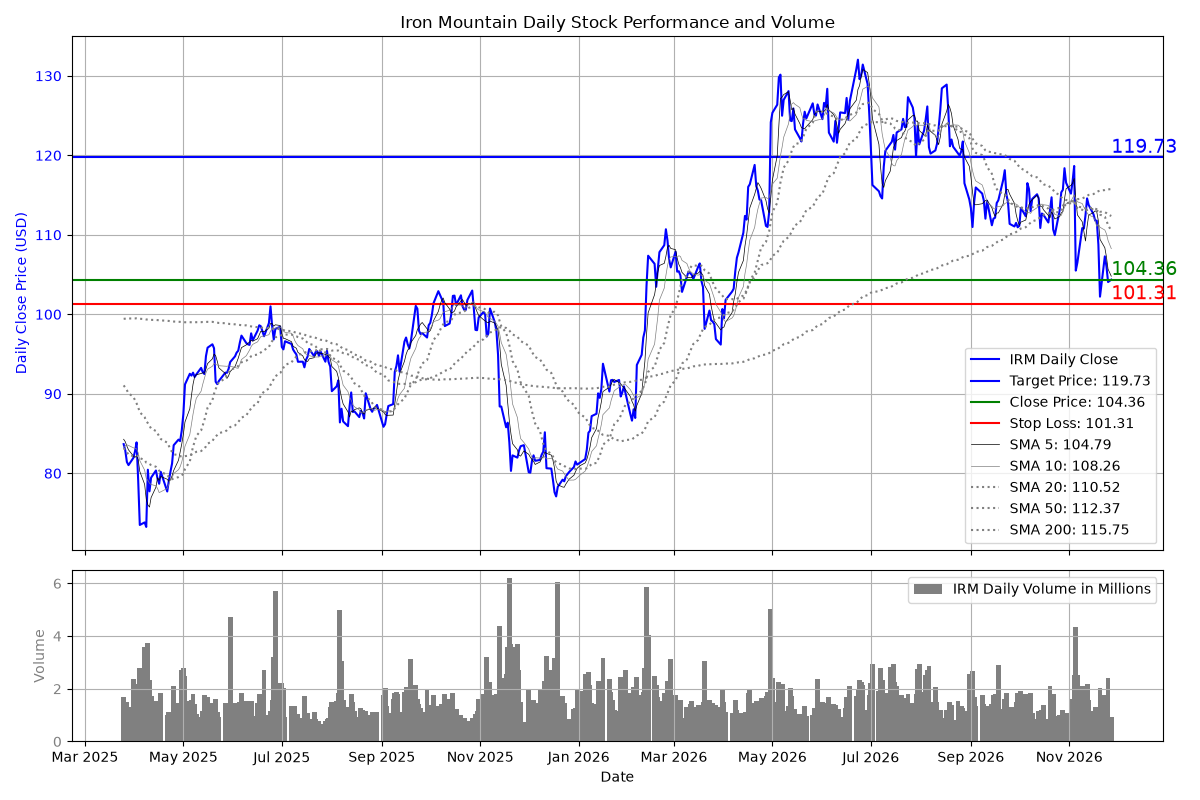 Iron Mountain Daily Stock Performance and Volume
Daily Close Price (USD)
130
120
110
100
90
80
119.73
104.36
101.31
IRM Daily Close
Target Price: 119.73
Close Price: 104.36
Stop Loss: 101.31
SMA 5: 104.79
SMA 10: 108.26
SMA 20: 110.52
SMA 50: 112.37
SMA 200: 115.75
Volume
6
4
2
0
IRM Daily Volume in Millions
Mar 2025 May 2025 Jul 2025 Sep 2025 Nov 2025 Jan 2026 Mar 2026 May 2026 Jul 2026 Sep 2026 Nov 2026
Date